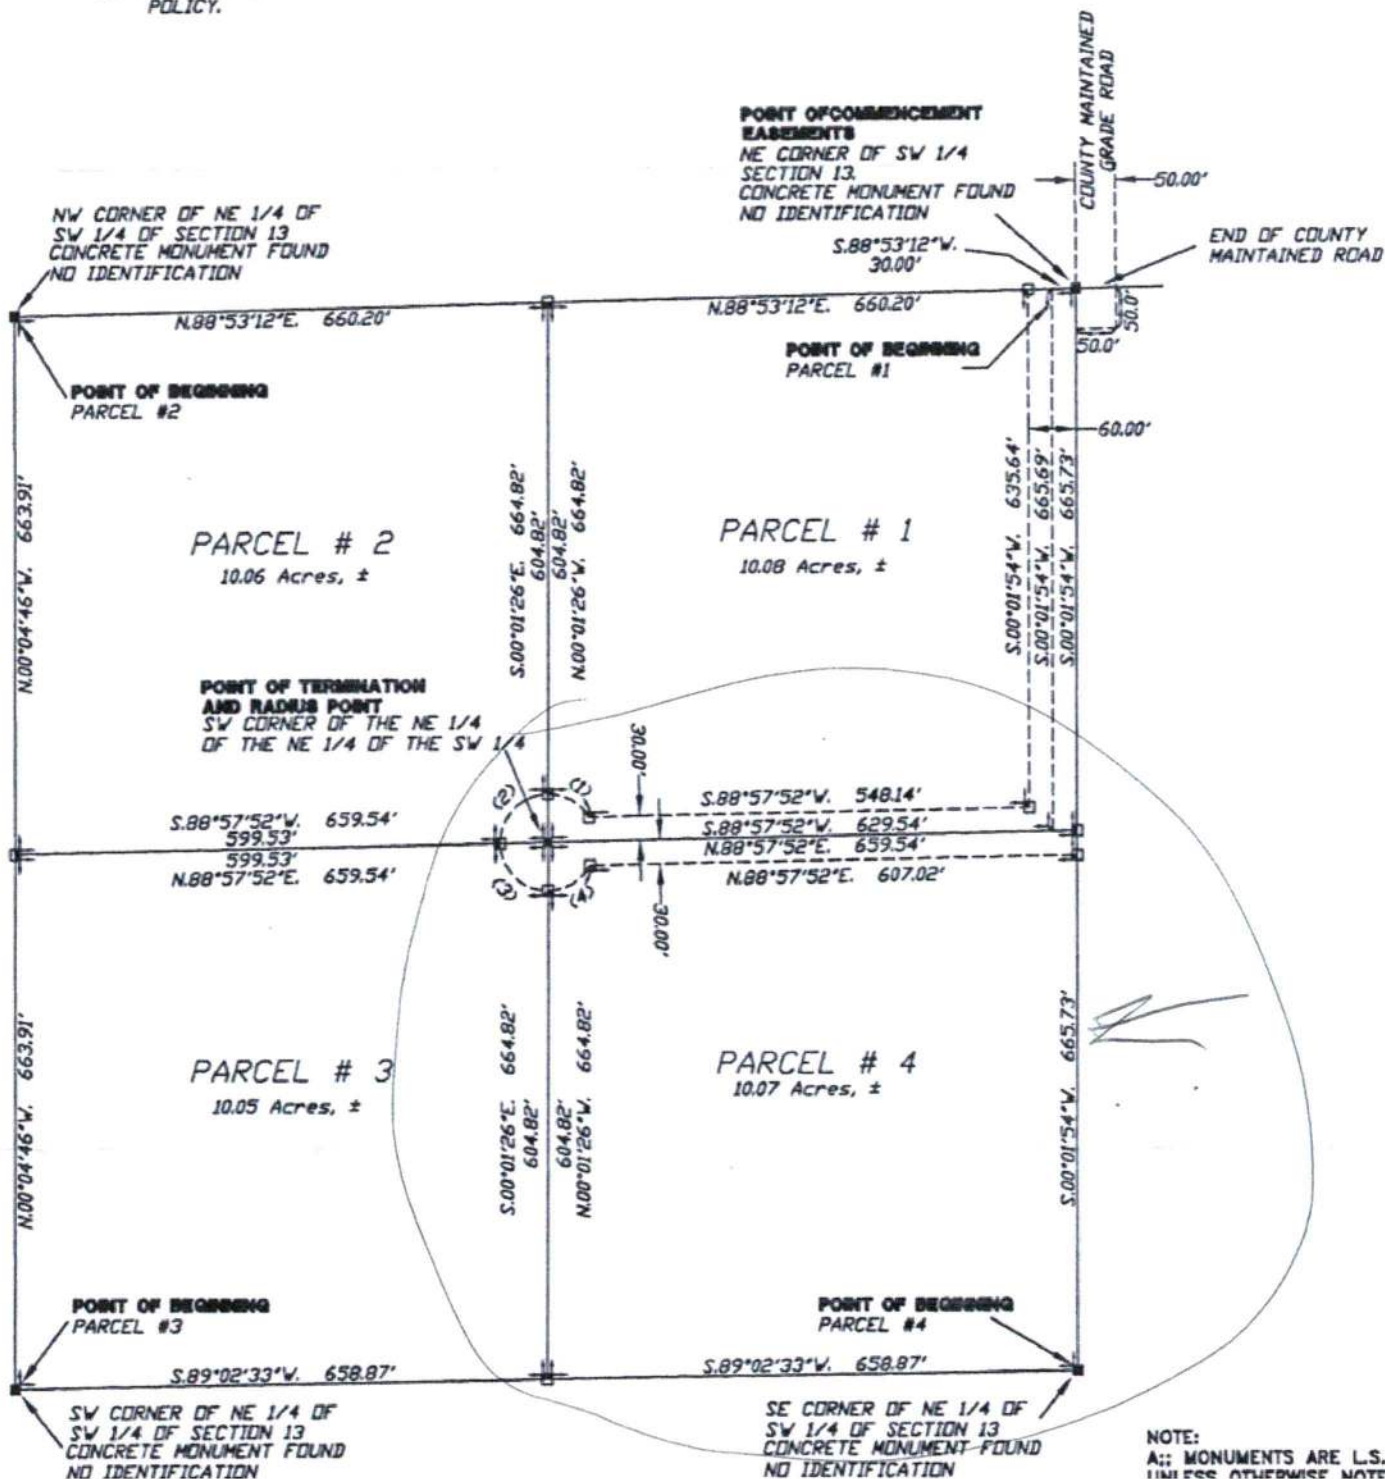 POLICY.
COUNTY MAINTAINED
GRADE ROAD
POINT OFCOMMENCEMENT
EASEMENTS
NE CORNER OF SW 1/4
SECTION 13.
CONCRETE MONUMENT FOUND
NO IDENTIFICATION
50.00'
S.88°53'12"W.
30.00'
END OF COUNTY
MAINTAINED ROAD
NW CORNER OF NE 1/4 OF
SW 1/4 OF SECTION 13
CONCRETE MONUMENT FOUND
NO IDENTIFICATION
N.88°53'12"E. 660.20'
N.88°53'12"E. 660.20'
50.0'
50.0'
POINT OF BEGINNING
PARCEL #1
POINT OF BEGINNING
PARCEL #2
60.00'
N.00°04'46"W. 663.91'
S.00°01'26"E. 664.82'
604.82'
604.82'
N.00°01'26"W. 664.82'
S.00°01'54"W. 635.64'
S.00°01'54"W. 665.69'
S.00°01'54"W. 665.73'
PARCEL # 2
10.06 Acres, ±
PARCEL # 1
10.08 Acres, ±
POINT OF TERMINATION
AND RADIUS POINT
SW CORNER OF THE NE 1/4
OF THE NE 1/4 OF THE SW 1/4
30.00'
(2)
(1)
S.88°57'52"W. 548.14'
S.88°57'52"W. 659.54'
599.53'
S.88°57'52"W. 629.54'
599.53'
N.88°57'52"E. 659.54'
N.88°57'52"E. 659.54'
N.88°57'52"E. 607.02'
(3)
(4)
30.00'
N.00°04'46"W. 663.91'
S.00°01'26"E. 664.82'
604.82'
604.82'
N.00°01'26"W. 664.82'
S.00°01'54"W. 665.73'
PARCEL # 3
10.05 Acres, ±
PARCEL # 4
10.07 Acres, ±
POINT OF BEGINNING
PARCEL #3
POINT OF BEGINNING
PARCEL #4
S.89°02'33"W. 658.87'
S.89°02'33"W. 658.87'
SW CORNER OF NE 1/4 OF
SW 1/4 OF SECTION 13
CONCRETE MONUMENT FOUND
NO IDENTIFICATION
SE CORNER OF NE 1/4 OF
SW 1/4 OF SECTION 13
CONCRETE MONUMENT FOUND
NO IDENTIFICATION
NOTE:
A;; MONUMENTS ARE L.S.
UNLESS OTHERWISE